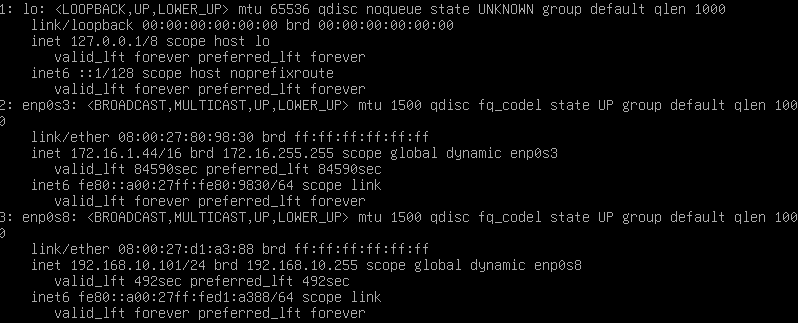 1: lo: <LOOPBACK,UP,LOWER_UP> mtu 65536 qdisc noqueue state UNKNOWN group default qlen 1000
    link/loopback 00:00:00:00:00:00 brd 00:00:00:00:00:00
    inet 127.0.0.1/8 scope host lo
       valid_lft forever preferred_lft forever
    inet6 ::1/128 scope host noprefixroute
       valid_lft forever preferred_lft forever
2: enp0s3: <BROADCAST,MULTICAST,UP,LOWER_UP> mtu 1500 qdisc fq_codel state UP group default qlen 100
0
    link/ether 08:00:27:80:98:30 brd ff:ff:ff:ff:ff:ff
    inet 172.16.1.44/16 brd 172.16.255.255 scope global dynamic enp0s3
       valid_lft 84590sec preferred_lft 84590sec
    inet6 fe80::a00:27ff:fe80:9830/64 scope link
       valid_lft forever preferred_lft forever
3: enp0s8: <BROADCAST,MULTICAST,UP,LOWER_UP> mtu 1500 qdisc fq_codel state UP group default qlen 100
0
    link/ether 08:00:27:d1:a3:88 brd ff:ff:ff:ff:ff:ff
    inet 192.168.10.101/24 brd 192.168.10.255 scope global dynamic enp0s8
       valid_lft 492sec preferred_lft 492sec
    inet6 fe80::a00:27ff:fed1:a388/64 scope link
       valid_lft forever preferred_lft forever